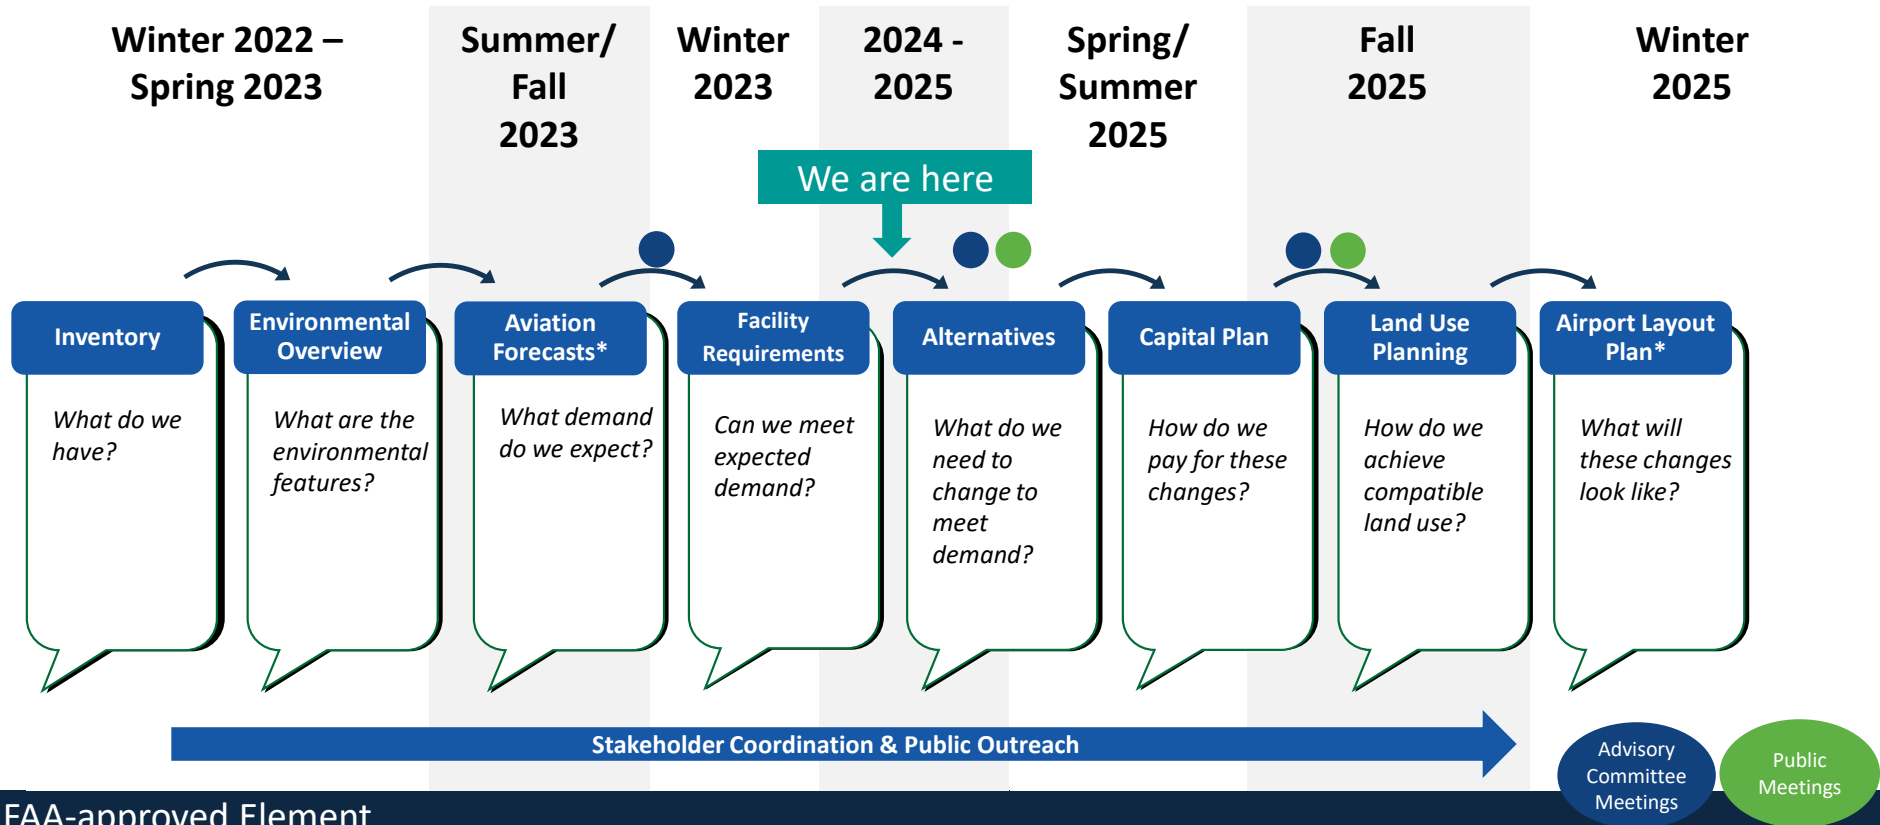 Winter 2022 –
Spring 2023
Summer/
Fall
2023
Winter
2023
2024 -
2025
Spring/
Summer
2025
Fall
2025
Winter
2025
We are here
Inventory
What do we
have?
Environmental
Overview
What are the
environmental
features?
Aviation
Forecasts*
What demand
do we expect?
Facility
Requirements
Can we meet
expected
demand?
Alternatives
What do we
need to
change to
meet
demand?
Capital Plan
How do we
pay for these
changes?
Land Use
Planning
How do we
achieve
compatible
land use?
Airport Layout
Plan*
What will
these changes
look like?
Stakeholder Coordination & Public Outreach
Advisory
Committee
Meetings
Public
Meetings
FAA-approved Element